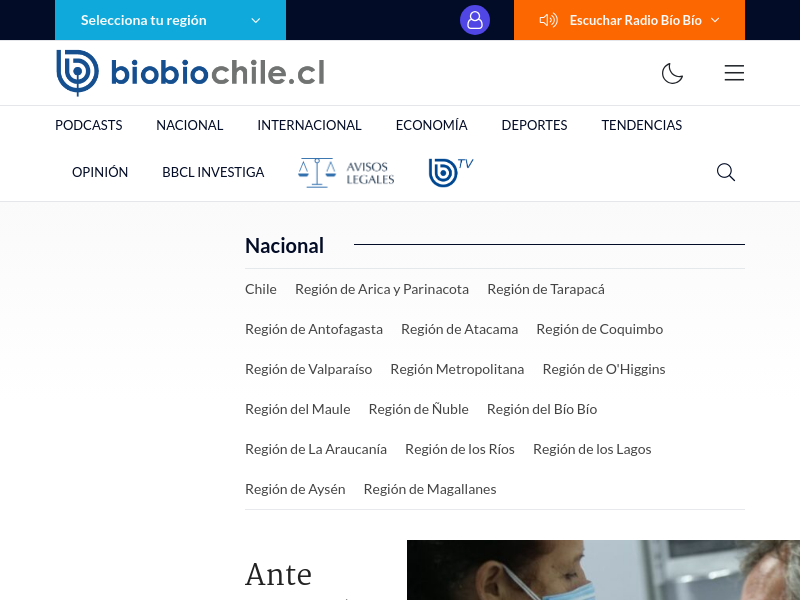 Selecciona tu región
Escuchar Radio Bío Bío
biobiochile.cl
PODCASTS NACIONAL INTERNACIONAL ECONOMÍA DEPORTES TENDENCIAS
OPINIÓN BBCL INVESTIGA AVISOS LEGALES TV
Nacional
Chile Región de Arica y Parinacota Región de Tarapacá
Región de Antofagasta Región de Atacama Región de Coquimbo
Región de Valparaíso Región Metropolitana Región de O'Higgins
Región del Maule Región de Ñuble Región del Bío Bío
Región de La Araucanía Región de los Ríos Región de los Lagos
Región de Aysén Región de Magallanes
Ante